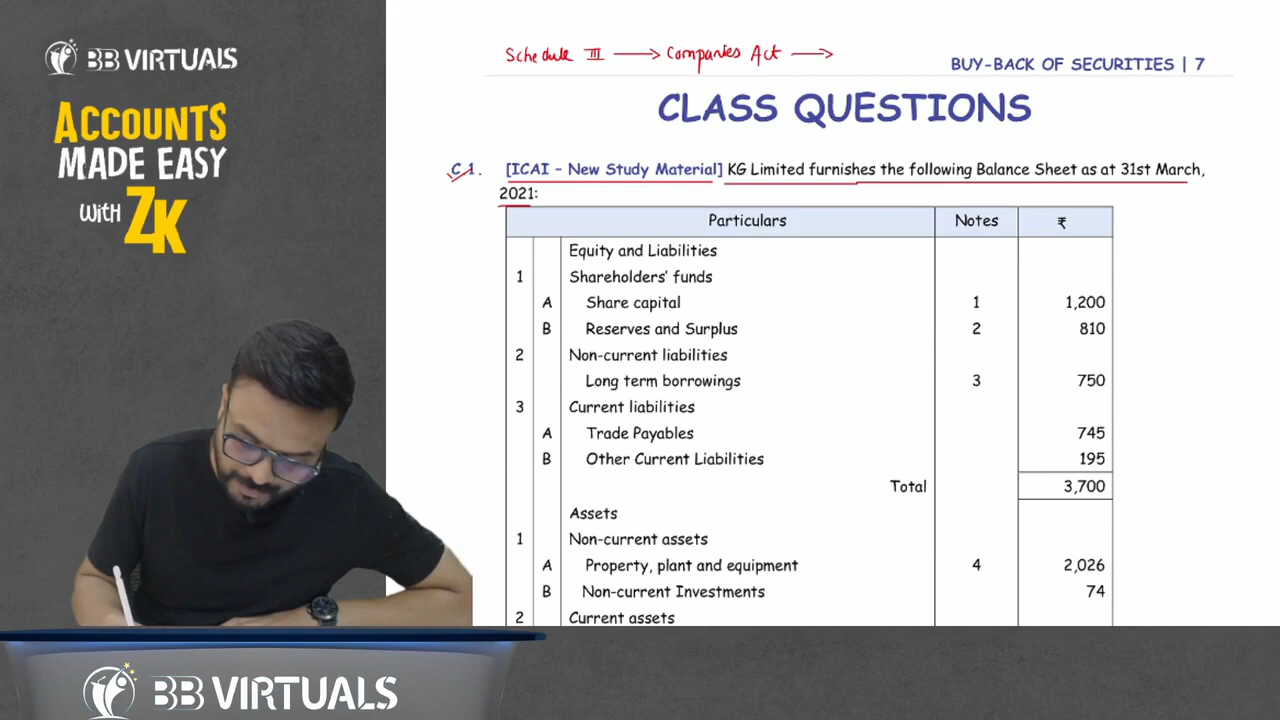 BB VIRTUALS
ACCOUNTS
MADE EASY
with ZK
Schedule III → Companies Act →
BUY-BACK OF SECURITIES | 7
CLASS QUESTIONS
C.1. [ICAI – New Study Material] KG Limited furnishes the following Balance Sheet as at 31st March,
2021:
Particulars Notes ₹
Equity and Liabilities
1 Shareholders' funds
A Share capital 1 1,200
B Reserves and Surplus 2 810
2 Non-current liabilities
Long term borrowings 3 750
3 Current liabilities
A Trade Payables 745
B Other Current Liabilities 195
Total 3,700
Assets
1 Non-current assets
A Property, plant and equipment 4 2,026
B Non-current Investments 74
2 Current assets
BB VIRTUALS